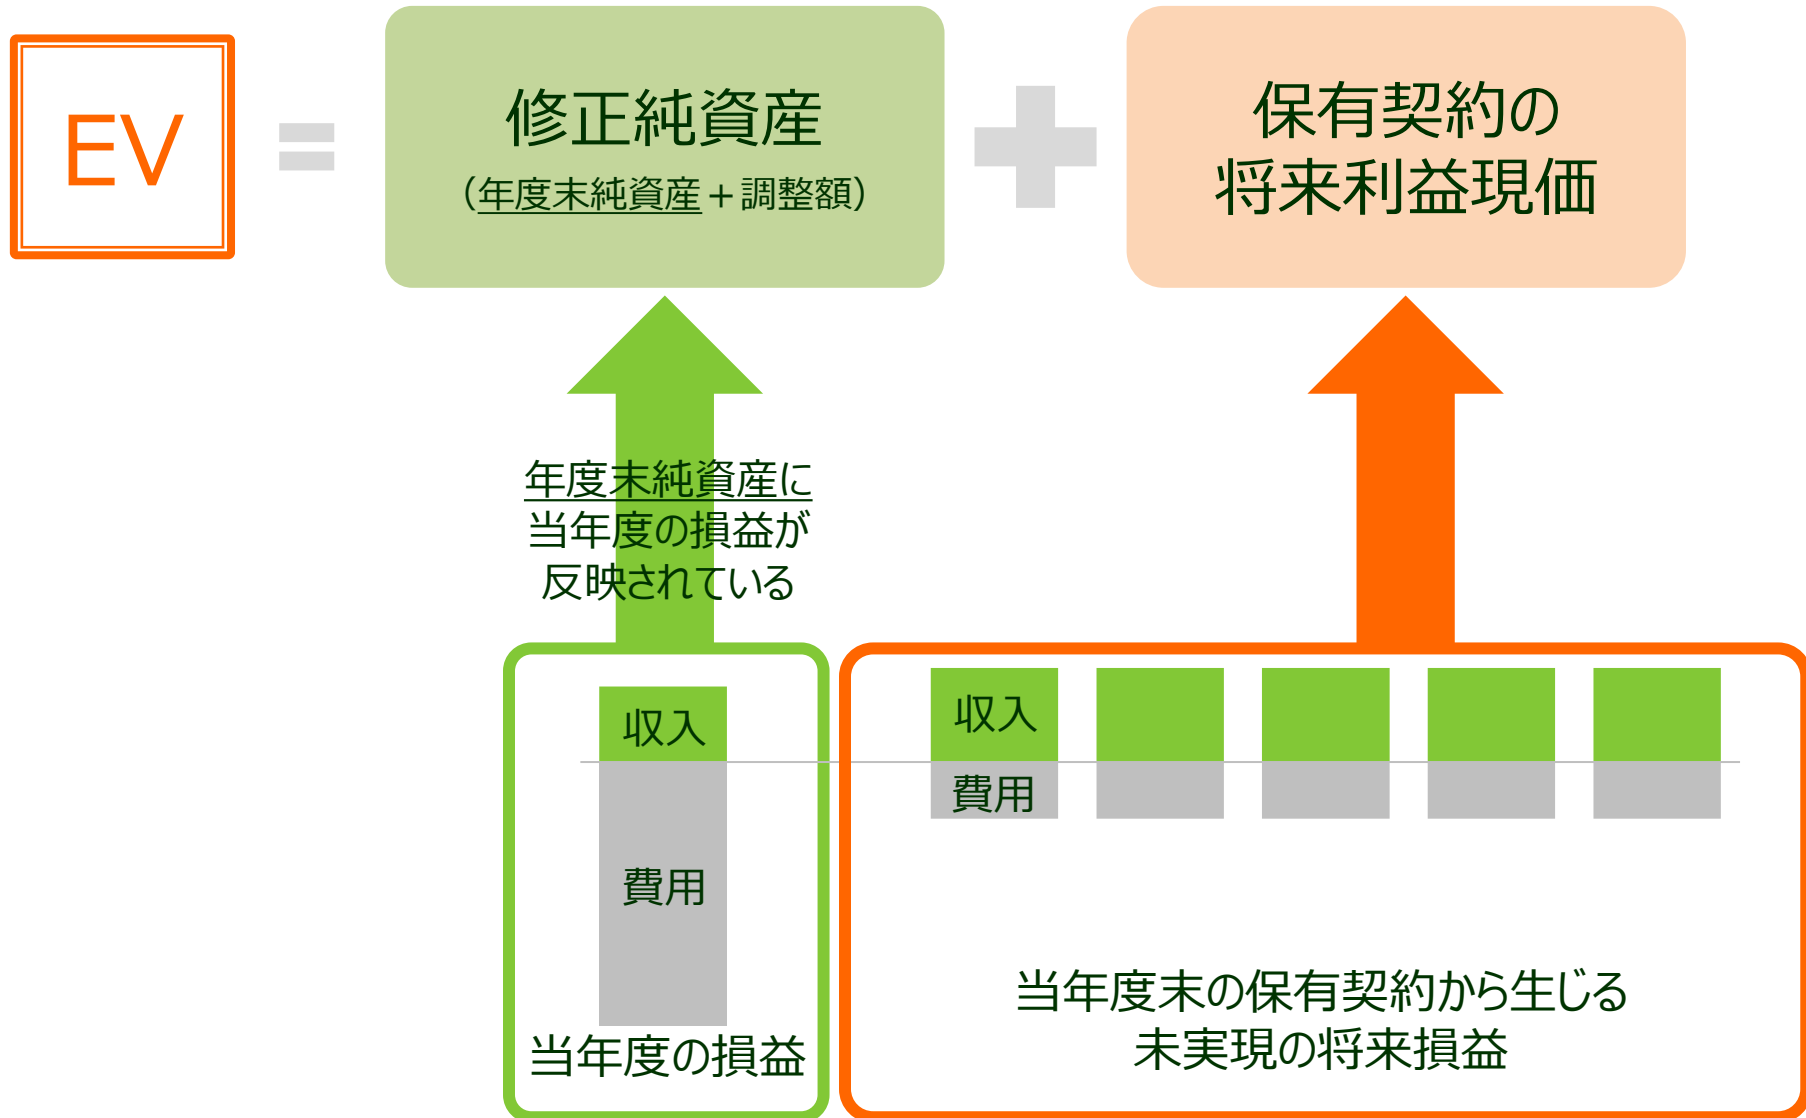 EV
=
修正純資産
（年度末純資産＋調整額）
+
保有契約の
将来利益現価
年度末純資産に
当年度の損益が
反映されている
収入
費用
当年度の損益
収入
費用
当年度末の保有契約から生じる
未実現の将来損益